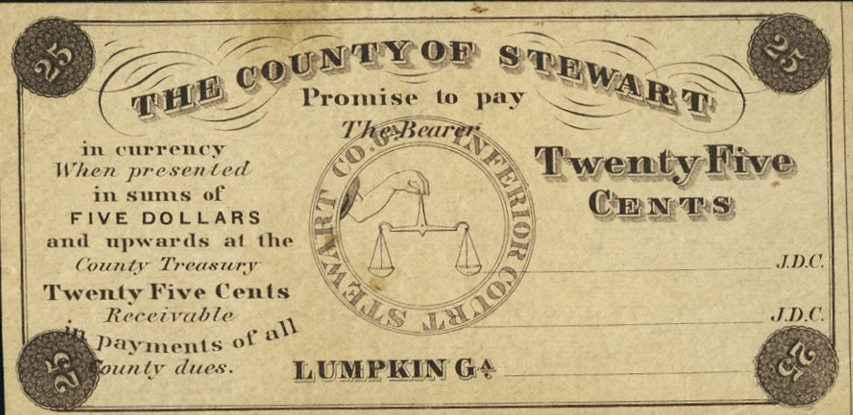 25
25
THE COUNTY OF STEWART
Promise to pay
The Bearer
in currency
When presented
in sums of
FIVE DOLLARS
and upwards at the
County Treasury
Twenty Five Cents
Receivable
in payments of all
County dues.
STEWART CO. GA. INFERIOR COURT
Twenty Five
CENTS
J.D.C.
J.D.C.
LUMPKIN GA
25
25